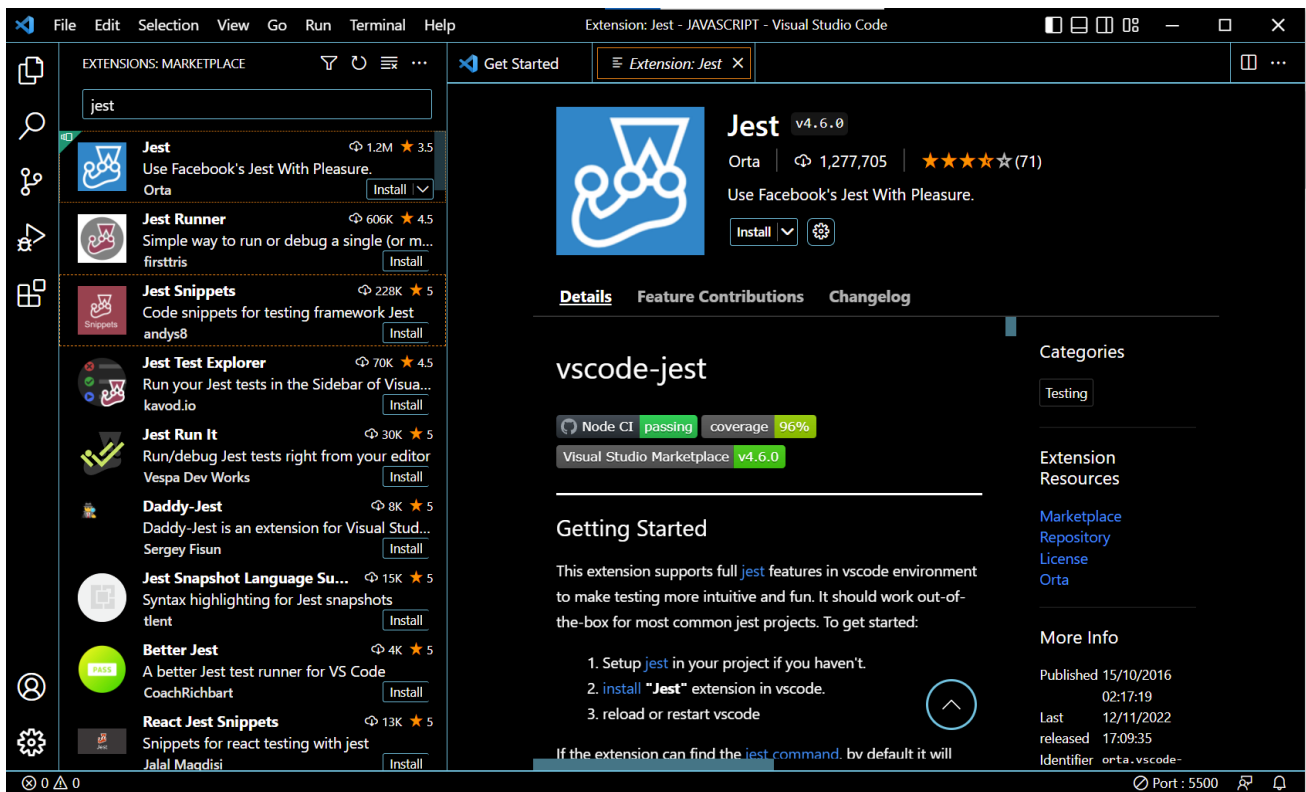 File Edit Selection View Go Run Terminal Help
Extension: Jest - JAVASCRIPT - Visual Studio Code
EXTENSIONS: MARKETPLACE
jest
Jest 1.2M 3.5
Use Facebook's Jest With Pleasure.
Orta Install
Jest Runner 606K 4.5
Simple way to run or debug a single (or m...
firsttris Install
Jest Snippets 228K 5
Snippets
Code snippets for testing framework Jest
andys8 Install
Jest Test Explorer 70K 4.5
Run your Jest tests in the Sidebar of Visua...
kavod.io Install
Jest Run It 30K 5
Run/debug Jest tests right from your editor
Vespa Dev Works Install
Daddy-Jest 8K 5
Daddy-Jest is an extension for Visual Stud...
Sergey Fisun Install
Jest Snapshot Language Su... 15K 5
Syntax highlighting for Jest snapshots
tlent Install
Better Jest 4K 5
PASS
A better Jest test runner for VS Code
CoachRichbart Install
React Jest Snippets 13K 5
Snippets for react testing with jest
Jalal Maqdisi Install
Get Started
Extension: Jest
Jest v4.6.0
Orta 1,277,705 (71)
Use Facebook's Jest With Pleasure.
Install
Details Feature Contributions Changelog
vscode-jest
Node CI passing coverage 96%
Visual Studio Marketplace v4.6.0
Getting Started
This extension supports full jest features in vscode environment
to make testing more intuitive and fun. It should work out-of-
the-box for most common jest projects. To get started:
1. Setup jest in your project if you haven't.
2. install "Jest" extension in vscode.
3. reload or restart vscode
If the extension can find the jest command, by default it will
Categories
Testing
Extension
Resources
Marketplace
Repository
License
Orta
More Info
Published 15/10/2016
02:17:19
Last 12/11/2022
released 17:09:35
Identifier orta.vscode-
0 0
Port : 5500